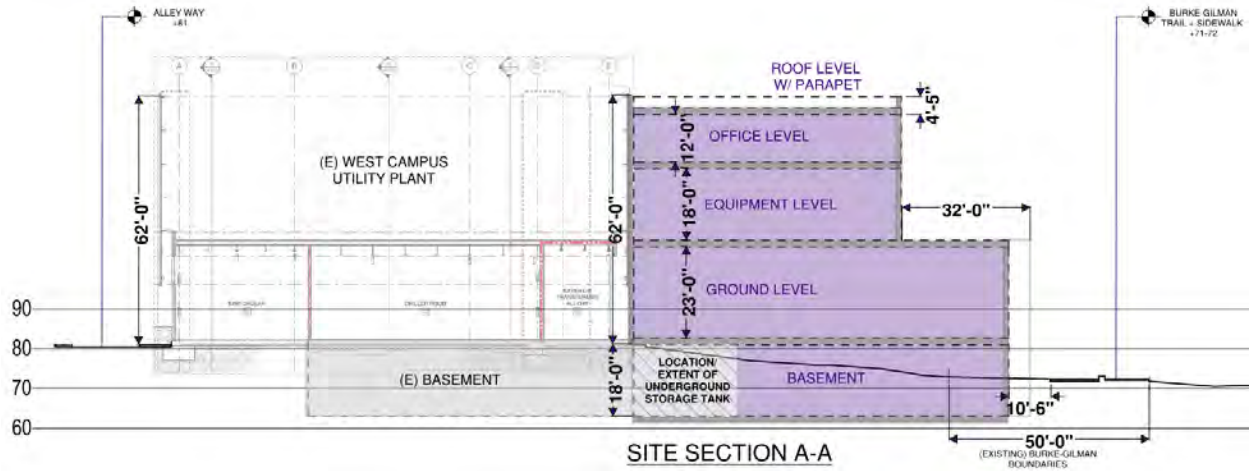 ALLEY WAY
+81
BURKE GILMAN
TRAIL + SIDEWALK
+71-72
A
B
C
D
E
ROOF LEVEL
W/ PARAPET
4'-5"
OFFICE LEVEL
12'-0"
(E) WEST CAMPUS
UTILITY PLANT
62'-0"
62'-0"
EQUIPMENT LEVEL
18'-0"
32'-0"
GROUND LEVEL
23'-0"
90
80
70
60
(E) BASEMENT
18'-0"
LOCATION/
EXTENT OF
UNDERGROUND
STORAGE TANK
BASEMENT
10'-6"
50'-0"
(EXISTING) BURKE-GILMAN
BOUNDARIES
SITE SECTION A-A